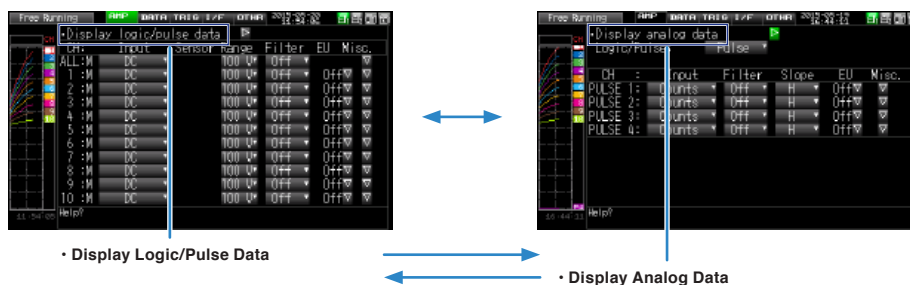 Free Running AMP DATA TRIG I/F OTHR
•Display logic/pulse data
CH: Input Sensor Range Filter EU Misc.
ALL:M DC 100 V Off
1 :M DC 100 V Off Off
2 :M DC 100 V Off Off
3 :M DC 100 V Off Off
4 :M DC 100 V Off Off
5 :M DC 100 V Off Off
6 :M DC 100 V Off Off
7 :M DC 100 V Off Off
8 :M DC 100 V Off Off
9 :M DC 100 V Off Off
10 :M DC 100 V Off Off
Help?
Free Running AMP DATA TRIG I/F OTHR
•Display analog data
Logic/Pulse Pulse
CH : Input Filter Slope EU Misc.
PULSE 1: Counts Off H Off
PULSE 2: Counts Off H Off
PULSE 3: Counts Off H Off
PULSE 4: Counts Off H Off
Help?
• Display Logic/Pulse Data
• Display Analog Data